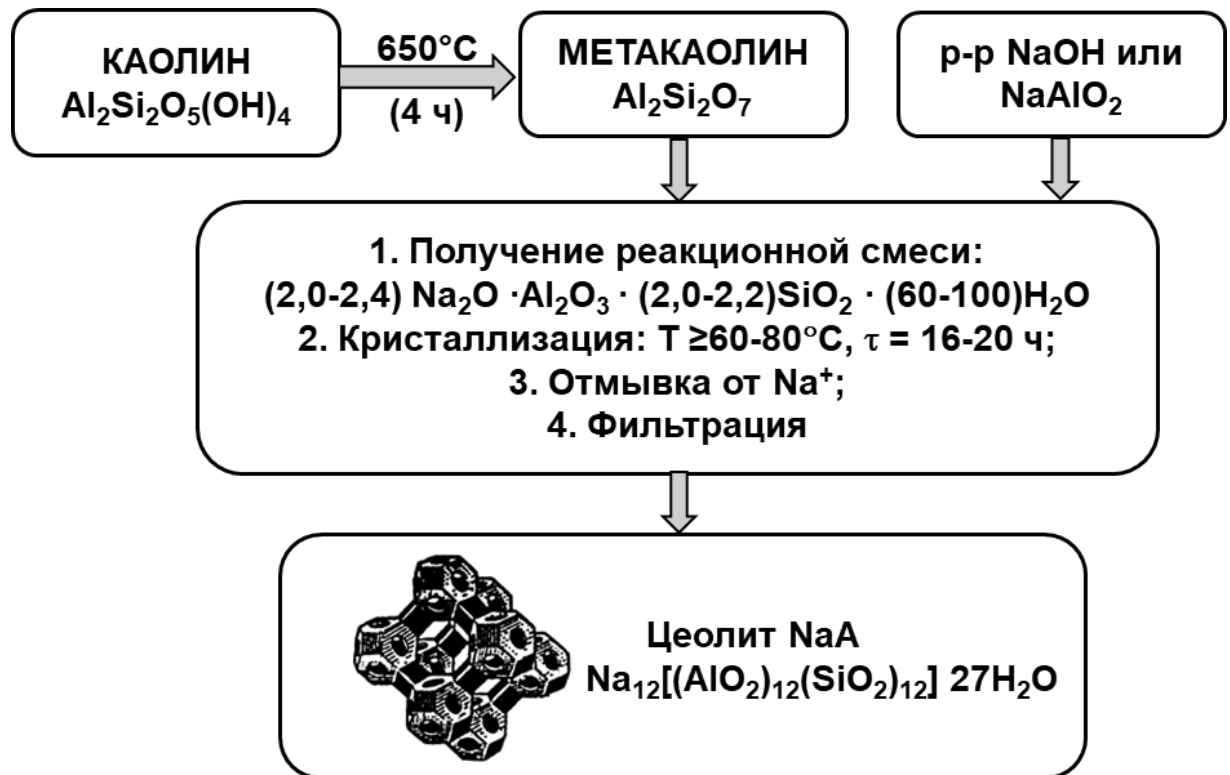 КАОЛИН
Al₂Si₂O₅(OH)₄
650°C
(4 ч)
МЕТАКАОЛИН
Al₂Si₂O₇
р-р NaOH или
NaAlO₂
1. Получение реакционной смеси:
(2,0-2,4) Na₂O ·Al₂O₃ · (2,0-2,2)SiO₂ · (60-100)H₂O
2. Кристаллизация: T ≥60-80°C, τ = 16-20 ч;
3. Отмывка от Na⁺;
4. Фильтрация
Цеолит NaA
Na₁₂[(AlO₂)₁₂(SiO₂)₁₂] 27H₂O